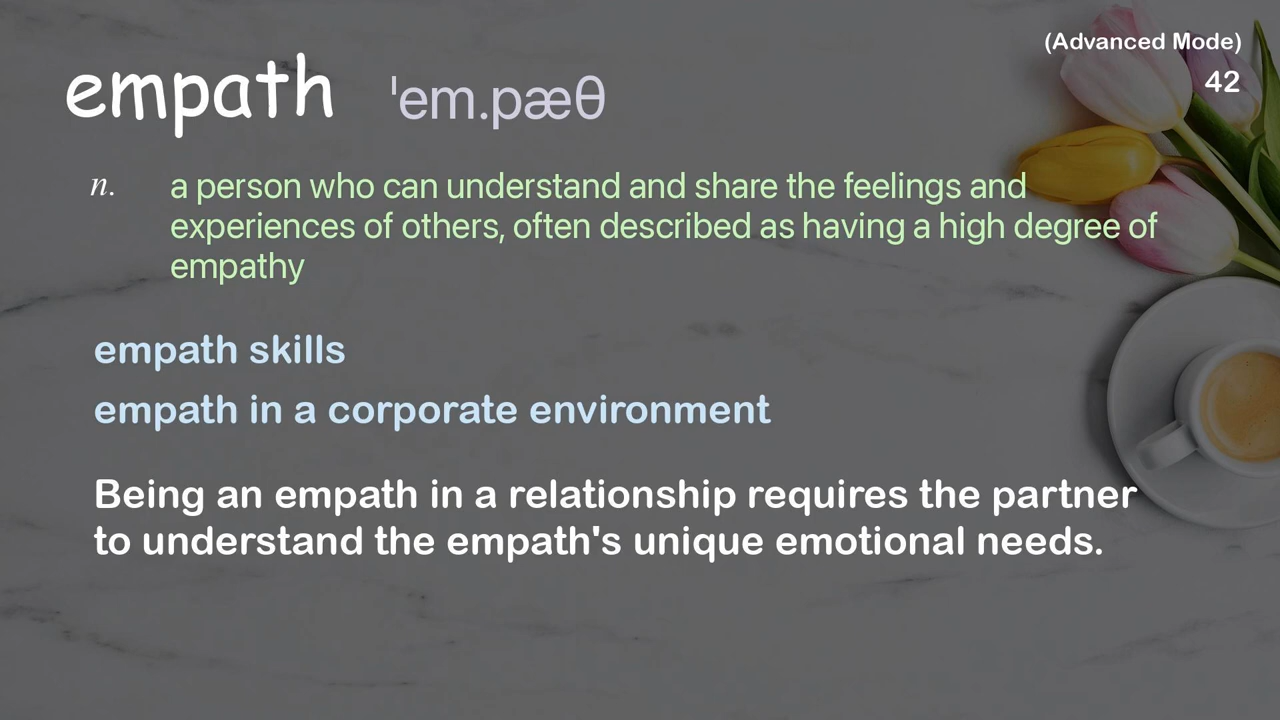 (Advanced Mode)
42
empath ˈem.pæθ
n. a person who can understand and share the feelings and
experiences of others, often described as having a high degree of
empathy
empath skills
empath in a corporate environment
Being an empath in a relationship requires the partner
to understand the empath's unique emotional needs.